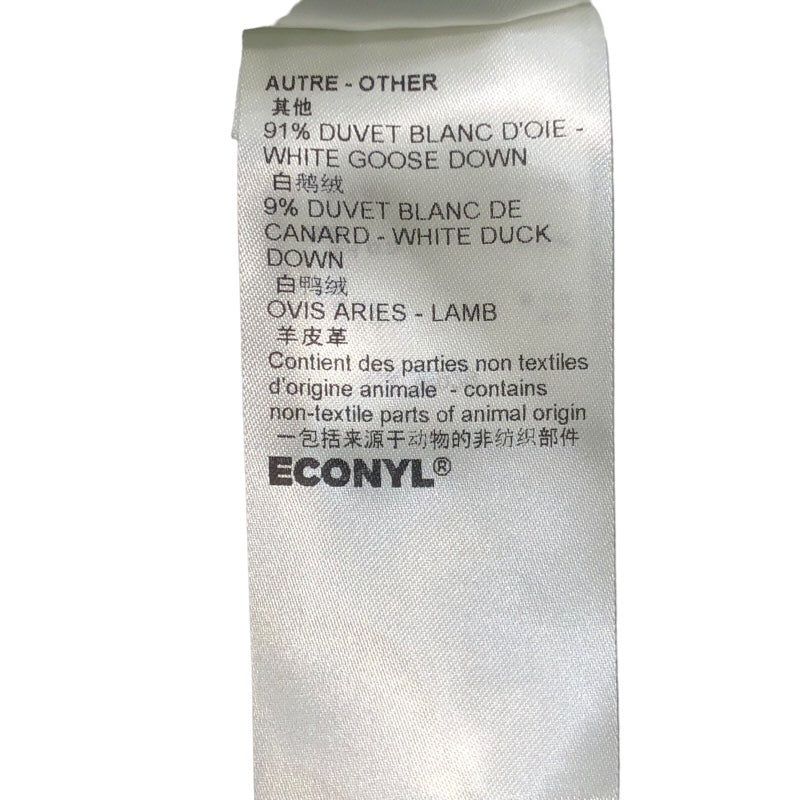 AUTRE - OTHER
其他
91% DUVET BLANC D'OIE -
WHITE GOOSE DOWN
白鹅绒
9% DUVET BLANC DE
CANARD - WHITE DUCK
DOWN
白鸭绒
OVIS ARIES - LAMB
羊皮革
Contient des parties non textiles
d'origine animale - contains
non-textile parts of animal origin
一包括来源于动物的非纺织部件
ECONYL®